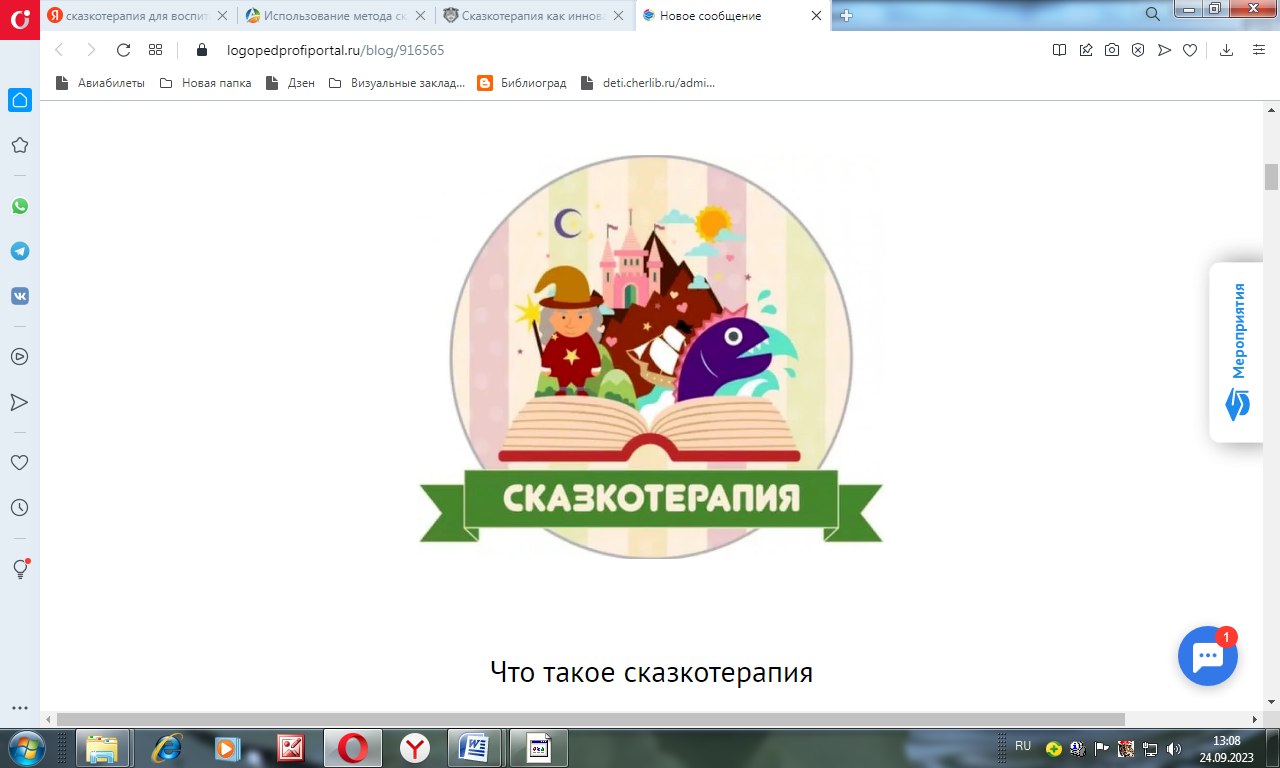 сказкотерапия для воспит
Использование метода ск
Сказкотерапия как иннова
Новое сообщение
logopedprofiportal.ru/blog/916565
Авиабилеты
Новая папка
Дзен
Визуальные заклад...
Библиоград
deti.cherlib.ru/admi...
Мероприятия
СКАЗКОТЕРАПИЯ
1
Что такое сказкотерапия
RU
13:08
24.09.2023